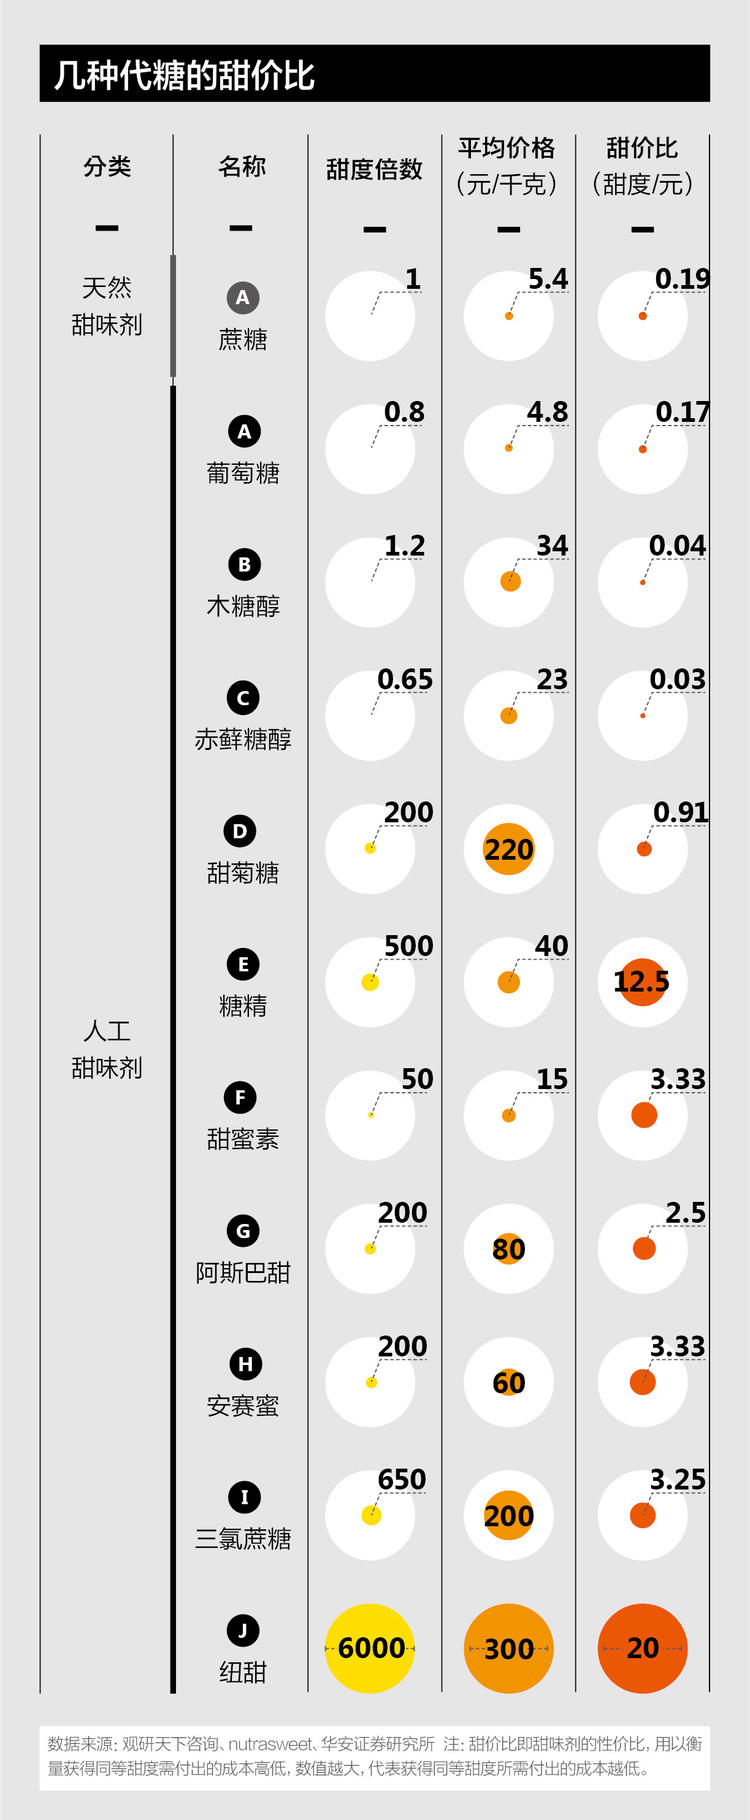 几种代糖的甜价比
分类
名称
甜度倍数
平均价格
（元/千克）
甜价比
（甜度/元）
天然
甜味剂
A
蔗糖
1
5.4
0.19
A
葡萄糖
0.8
4.8
0.17
B
木糖醇
1.2
34
0.04
C
赤藓糖醇
0.65
23
0.03
D
甜菊糖
200
220
0.91
E
糖精
500
40
12.5
人工
甜味剂
F
甜蜜素
50
15
3.33
G
阿斯巴甜
200
80
2.5
H
安赛蜜
200
60
3.33
I
三氯蔗糖
650
200
3.25
J
纽甜
6000
300
20
数据来源：观研天下咨询、nutrasweet、华安证券研究所 注：甜价比即甜味剂的性价比，用以衡
量获得同等甜度需付出的成本高低，数值越大，代表获得同等甜度所需付出的成本越低。